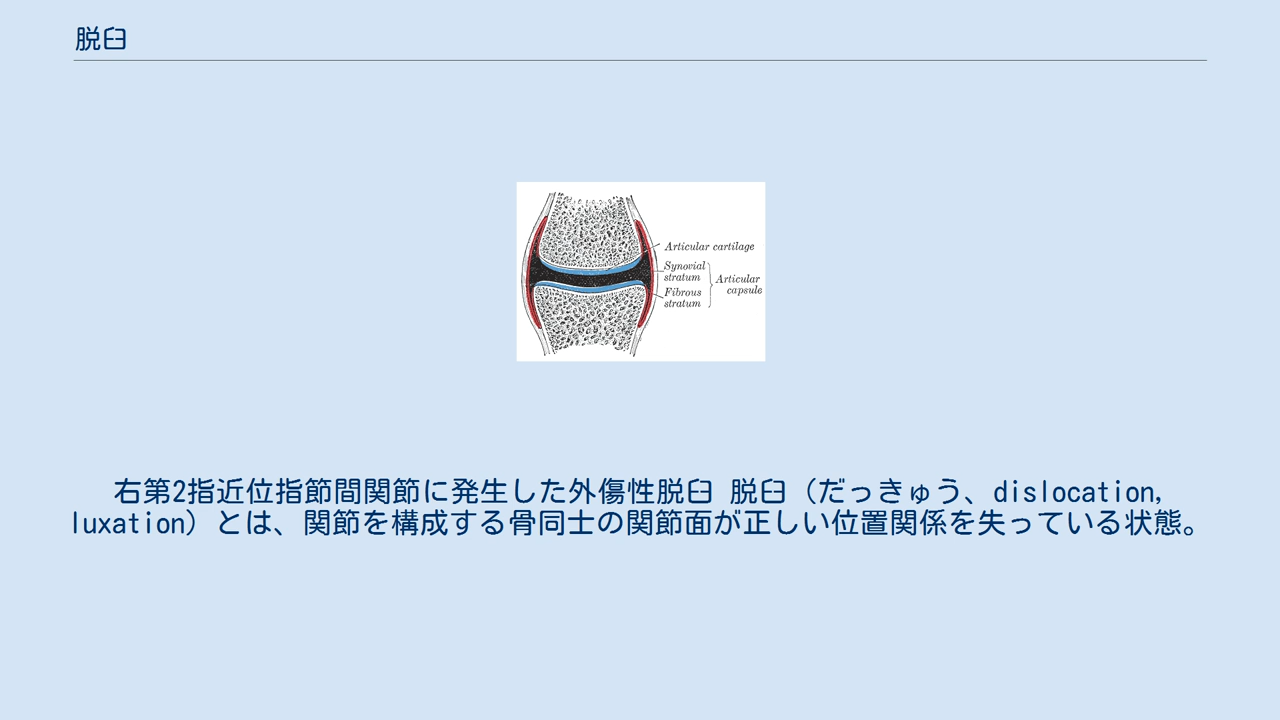 脱臼
Articular cartilage
Synovial
stratum
Articular
capsule
Fibrous
stratum
右第2指近位指節間関節に発生した外傷性脱臼 脱臼（だっきゅう、dislocation,
luxation）とは、関節を構成する骨同士の関節面が正しい位置関係を失っている状態。